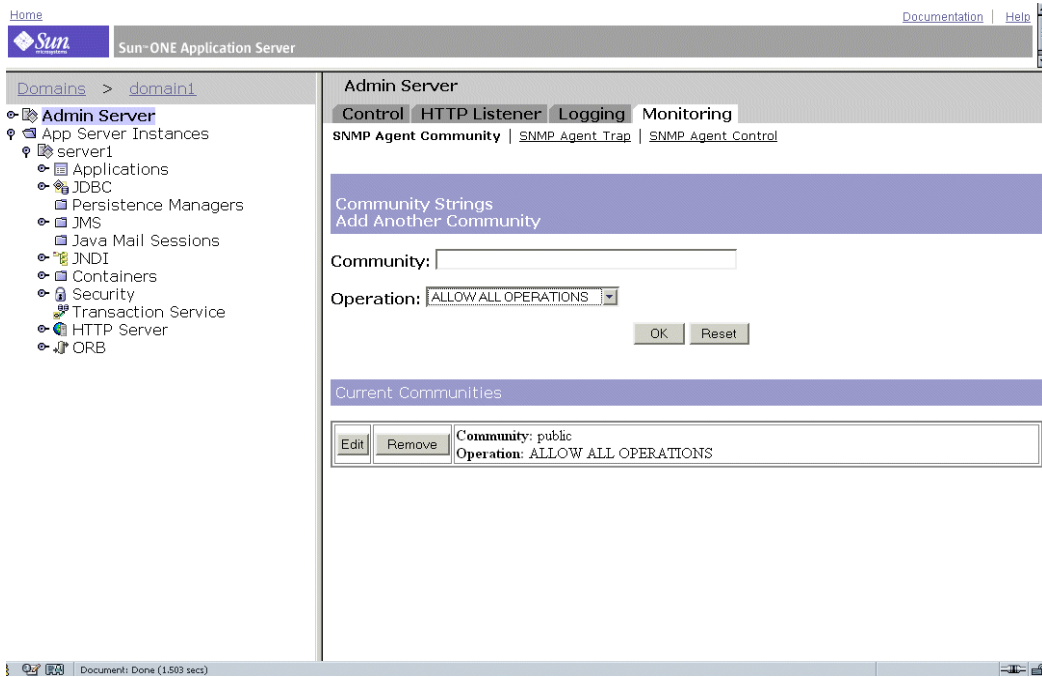 Home
Documentation | Help
Sun microsystems
Sun™ONE Application Server
Domains > domain1
Admin Server
App Server Instances
server1
Applications
JDBC
Persistence Managers
JMS
Java Mail Sessions
JNDI
Containers
Security
Transaction Service
HTTP Server
ORB
Admin Server
Control HTTP Listener Logging Monitoring
SNMP Agent Community | SNMP Agent Trap | SNMP Agent Control
Community Strings
Add Another Community
Community:
Operation: ALLOW ALL OPERATIONS
OK Reset
Current Communities
Edit Remove
Community: public
Operation: ALLOW ALL OPERATIONS
Document: Done (1.503 secs)